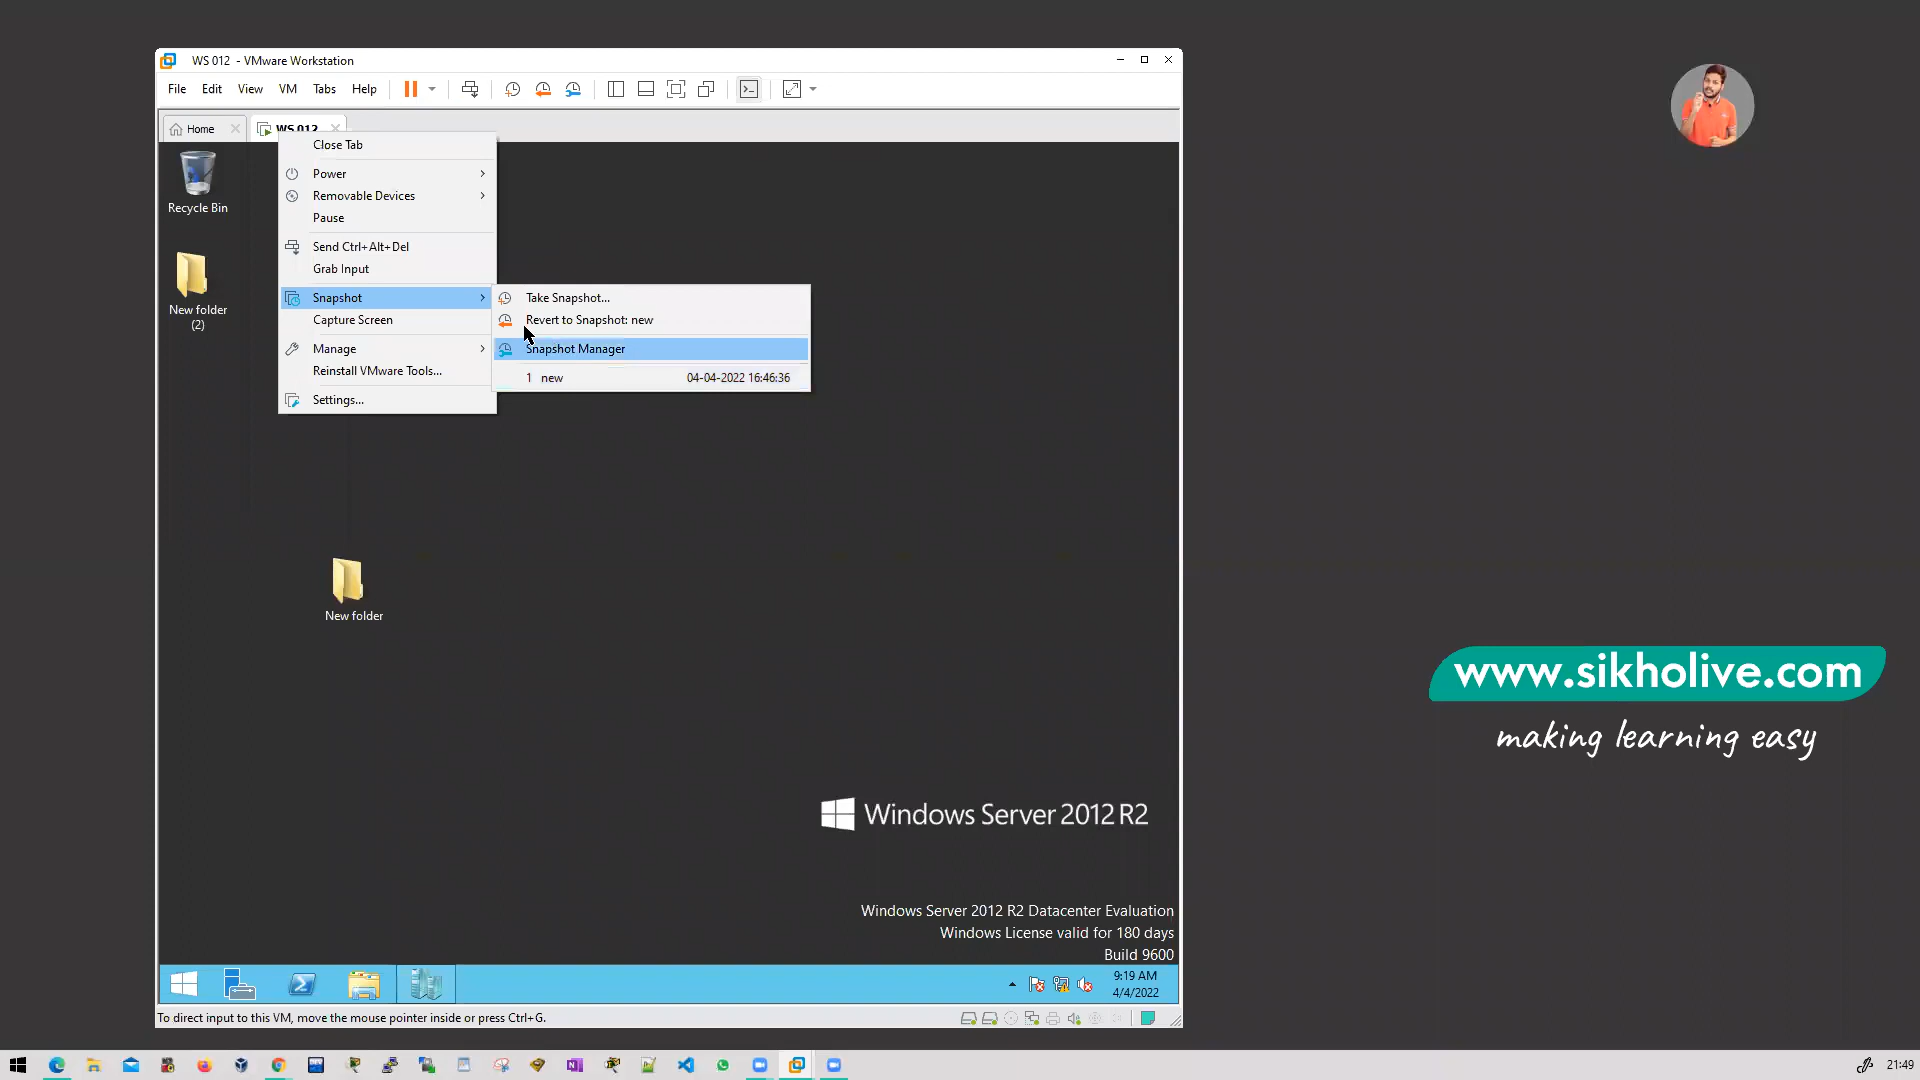 WS 012 - VMware Workstation
File Edit View VM Tabs Help
Home WS 012
Close Tab
Power
Removable Devices
Pause
Send Ctrl+Alt+Del
Grab Input
Snapshot
Capture Screen
Manage
Reinstall VMware Tools...
Settings...
Take Snapshot...
Revert to Snapshot: new
Snapshot Manager
1 new 04-04-2022 16:46:36
Recycle Bin
New folder
(2)
New folder
www.sikholive.com
making learning easy
Windows Server 2012 R2
Windows Server 2012 R2 Datacenter Evaluation
Windows License valid for 180 days
Build 9600
9:19 AM
4/4/2022
To direct input to this VM, move the mouse pointer inside or press Ctrl+G.
21:49